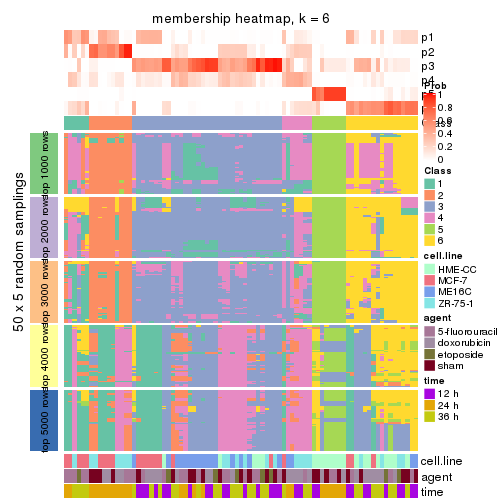 membership heatmap, k = 6
p1
p2
p3
p4
Prob
1
0.8
0.6
0.4
0.2
0
Class
1
2
3
4
5
6
cell.line
HME-CC
MCF-7
ME16C
ZR-75-1
agent
5-fluorouracil
doxorubicin
etoposide
sham
time
12 h
24 h
36 h
50 x 5 random samplings
top 1000 rows
top 2000 rows
top 3000 rows
top 4000 rows
top 5000 rows
cell.line
agent
time